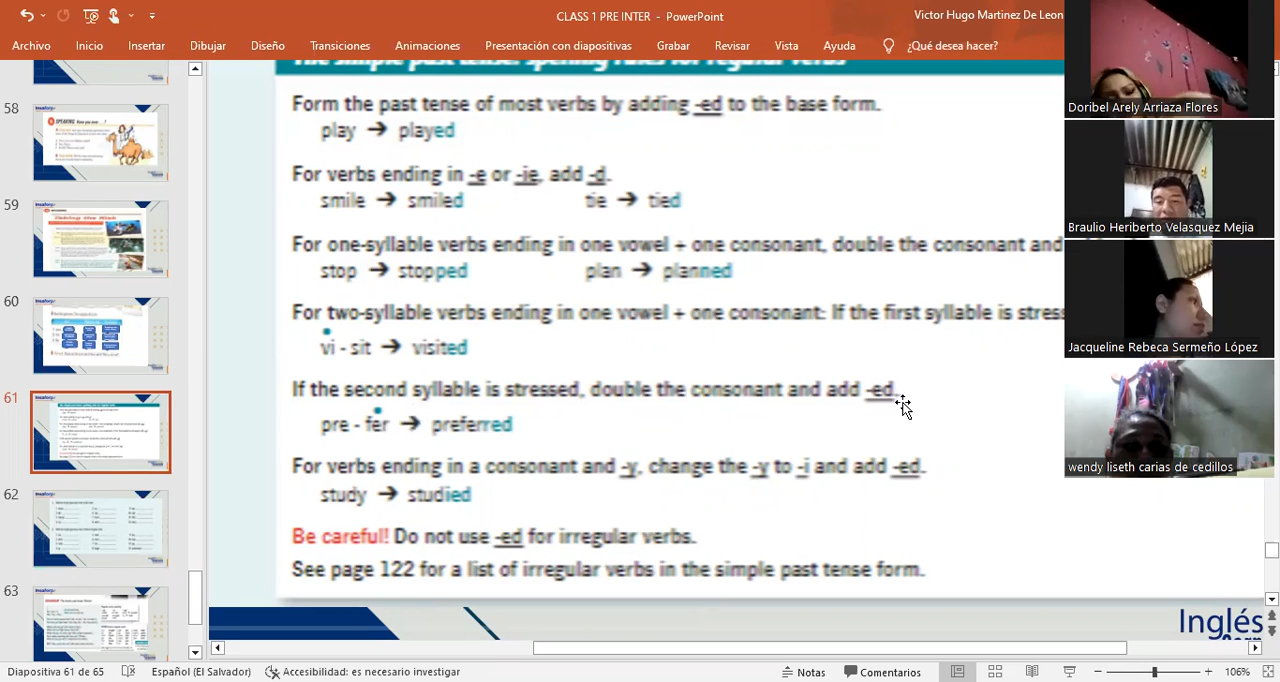 CLASS 1 PRE INTER - PowerPoint
Victor Hugo Martinez De Leon
Archivo Inicio Insertar Dibujar Diseño Transiciones Animaciones Presentación con diapositivas Grabar Revisar Vista Ayuda ¿Qué desea hacer?
The simple past tense: spelling rules for regular verbs
Form the past tense of most verbs by adding -ed to the base form.
play → played
For verbs ending in -e or -ie, add -d.
smile → smiled tie → tied
For one-syllable verbs ending in one vowel + one consonant, double the consonant and
stop → stopped plan → planned
For two-syllable verbs ending in one vowel + one consonant: If the first syllable is stres
vi - sit → visited
If the second syllable is stressed, double the consonant and add -ed.
pre - fer → preferred
For verbs ending in a consonant and -y, change the -y to -i and add -ed.
study → studied
Be careful! Do not use -ed for irregular verbs.
See page 122 for a list of irregular verbs in the simple past tense form.
Inglés
58
59
60
61
62
63
Doribel Arely Arriaza Flores
Braulio Heriberto Velasquez Mejia
Jacqueline Rebeca Sermeño López
wendy liseth carias de cedillos
Diapositiva 61 de 65 Español (El Salvador) Accesibilidad: es necesario investigar Notas Comentarios 106%